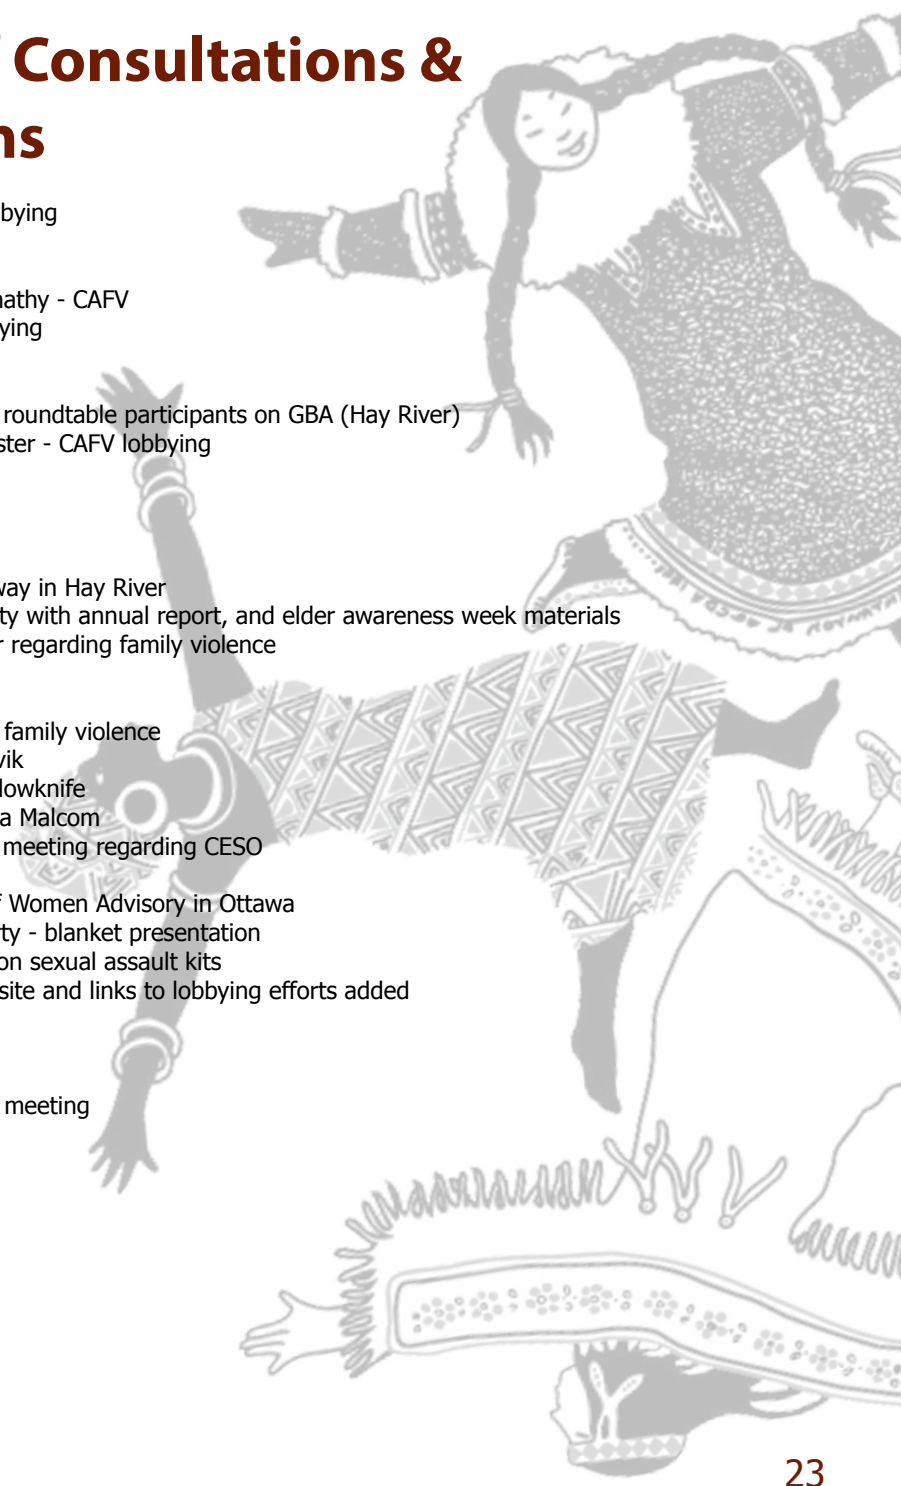 Consultations &
ns
bying
nathy - CAFV
ying
roundtable participants on GBA (Hay River)
ster - CAFV lobbying
way in Hay River
ty with annual report, and elder awareness week materials
r regarding family violence
family violence
vik
lowknife
a Malcom
meeting regarding CESO
f Women Advisory in Ottawa
rty - blanket presentation
on sexual assault kits
site and links to lobbying efforts added
meeting
23